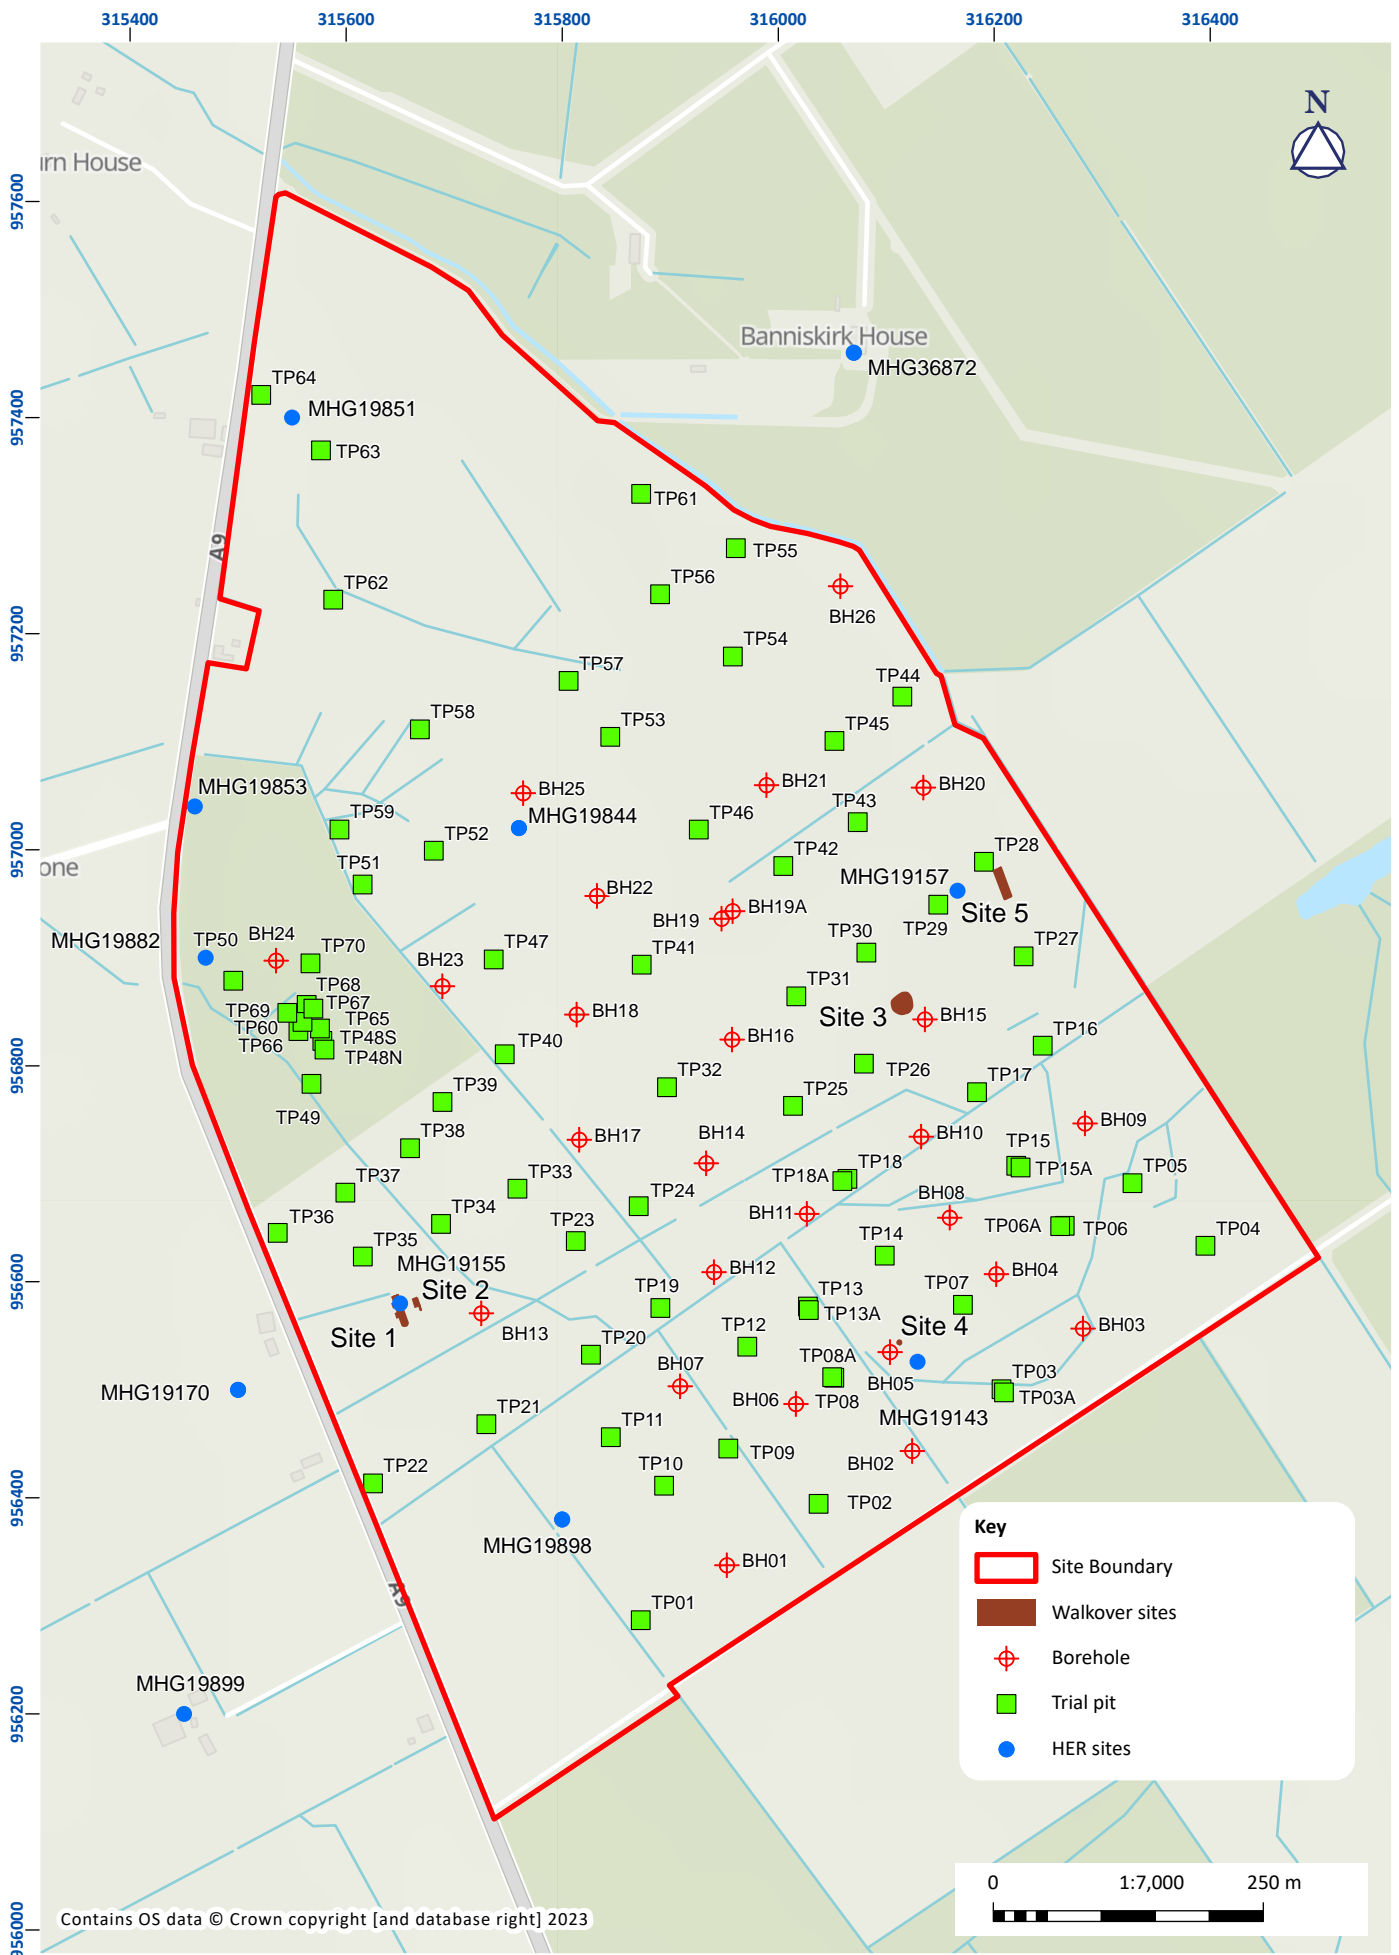 315400
315600
315800
316000
316200
316400
N
urn House
957600
Banniskirk House
MHG36872
TP64
MHG19851
957400
TP63
TP61
A9
TP55
TP62
TP56
BH26
957200
TP54
TP57
TP44
TP58
TP53
TP45
MHG19853
BH25
BH21
BH20
MHG19844
TP59
TP46
TP43
957000
TP52
TP42
TP28
one
TP51
MHG19157
BH22
BH19A
Site 5
BH19
TP29
MHG19882
TP50
BH24
TP70
BH23
TP47
TP41
TP30
TP27
TP68
TP67
TP31
TP69
TP65
BH18
Site 3
BH15
TP60
TP48S
TP66
TP48N
TP40
BH16
TP16
956800
TP49
TP39
TP32
TP25
TP26
TP17
TP38
BH17
BH14
BH10
BH09
TP15
TP15A
TP37
TP33
TP18
TP18A
TP05
TP34
TP24
BH11
BH08
TP36
TP23
TP14
TP06A
TP06
TP04
TP35
MHG19155
BH12
BH04
956600
Site 2
TP19
TP13
TP07
Site 1
BH13
TP13A
Site 4
BH03
TP20
TP12
BH07
TP08A
BH05
TP03
MHG19170
BH06
TP08
TP03A
TP21
TP11
MHG19143
TP22
TP10
TP09
BH02
956400
TP02
MHG19898
BH01
A9
TP01
MHG19899
956200
Key
Site Boundary
Walkover sites
Borehole
Trial pit
HER sites
0
1:7,000
250 m
956000
Contains OS data © Crown copyright [and database right] 2023